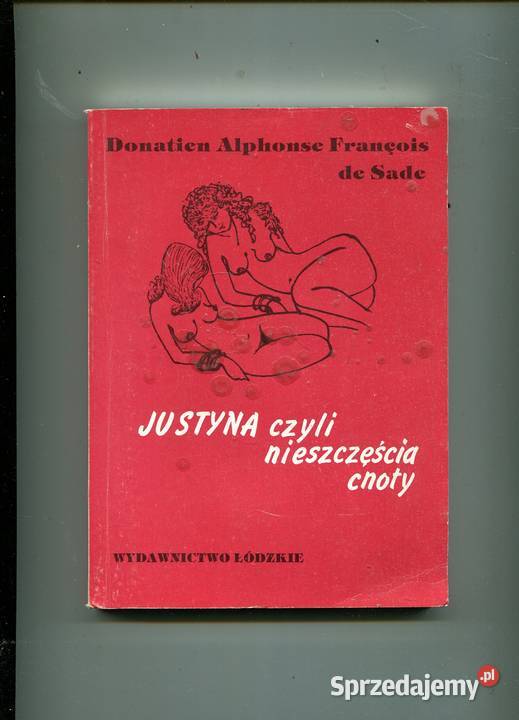 Donatien Alphonse François
de Sade
JUSTYNA czyli
nieszczęścia
cnoty
WYDAWNICTWO ŁÓDZKIE
Sprzedajemy.pl